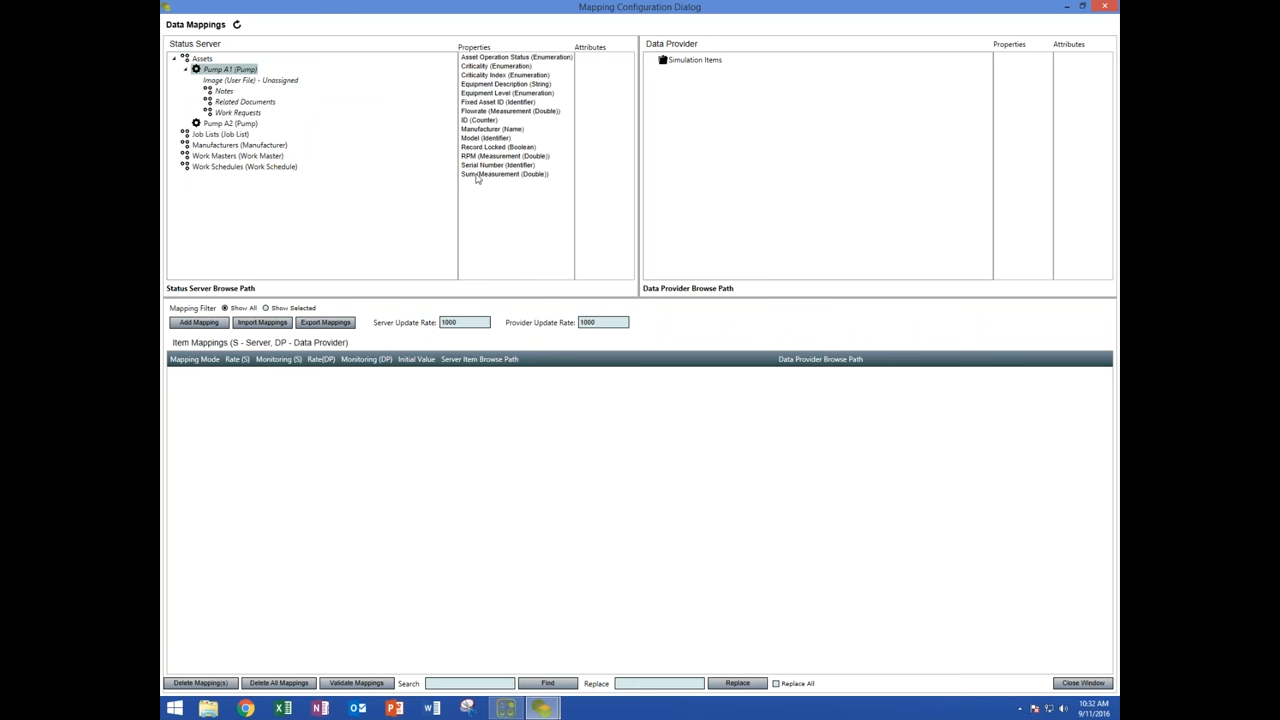 Mapping Configuration Dialog
Data Mappings
Status Server
Properties
Attributes
Assets
Pump A1 (Pump)
Image (User File) - Unassigned
Notes
Related Documents
Work Requests
Pump A2 (Pump)
Job Lists (Job List)
Manufacturers (Manufacturer)
Work Masters (Work Master)
Work Schedules (Work Schedule)
Asset Operation Status (Enumeration)
Criticality (Enumeration)
Criticality Index (Enumeration)
Equipment Description (String)
Equipment Level (Enumeration)
Fixed Asset ID (Identifier)
Flowrate (Measurement (Double))
ID (Counter)
Manufacturer (Name)
Model (Identifier)
Record Locked (Boolean)
RPM (Measurement (Double))
Serial Number (Identifier)
Sum (Measurement (Double))
Status Server Browse Path
Data Provider
Properties
Attributes
Simulation Items
Data Provider Browse Path
Mapping Filter Show All Show Selected
Add Mapping Import Mappings Export Mappings Server Update Rate: 1000 Provider Update Rate: 1000
Item Mappings (S - Server, DP - Data Provider)
Mapping Mode Rate (S) Monitoring (S) Rate(DP) Monitoring (DP) Initial Value Server Item Browse Path Data Provider Browse Path
Delete Mapping(s) Delete All Mappings Validate Mappings Search Find Replace Replace Replace All Close Window
10:32 AM
9/11/2016